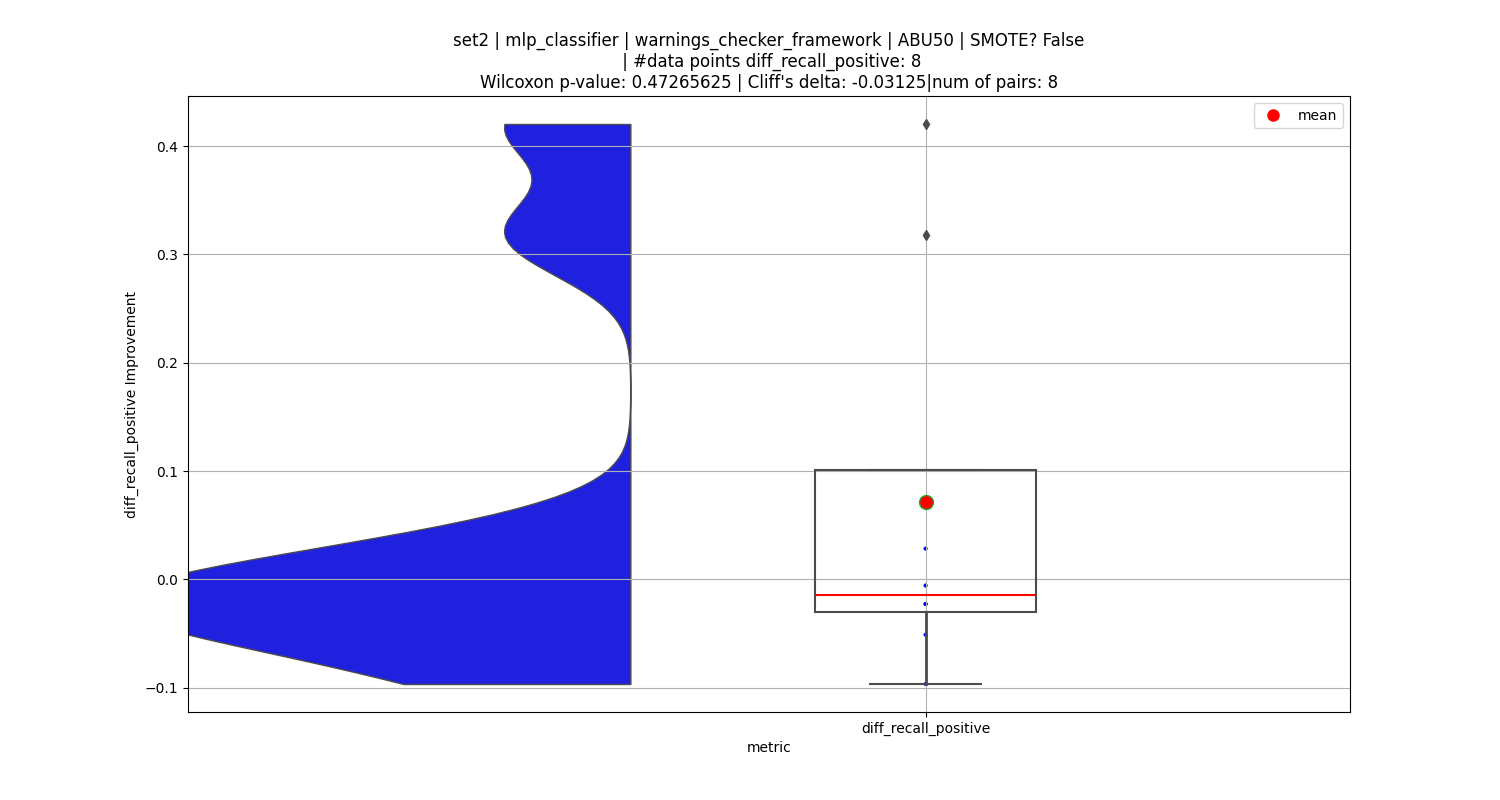 set2 | mlp_classifier | warnings_checker_framework | ABU50 | SMOTE? False
| #data points diff_recall_positive: 8
Wilcoxon p-value: 0.47265625 | Cliff's delta: -0.03125|num of pairs: 8
mean
0.4
0.3
0.2
0.1
0.0
−0.1
diff_recall_positive Improvement
diff_recall_positive
metric